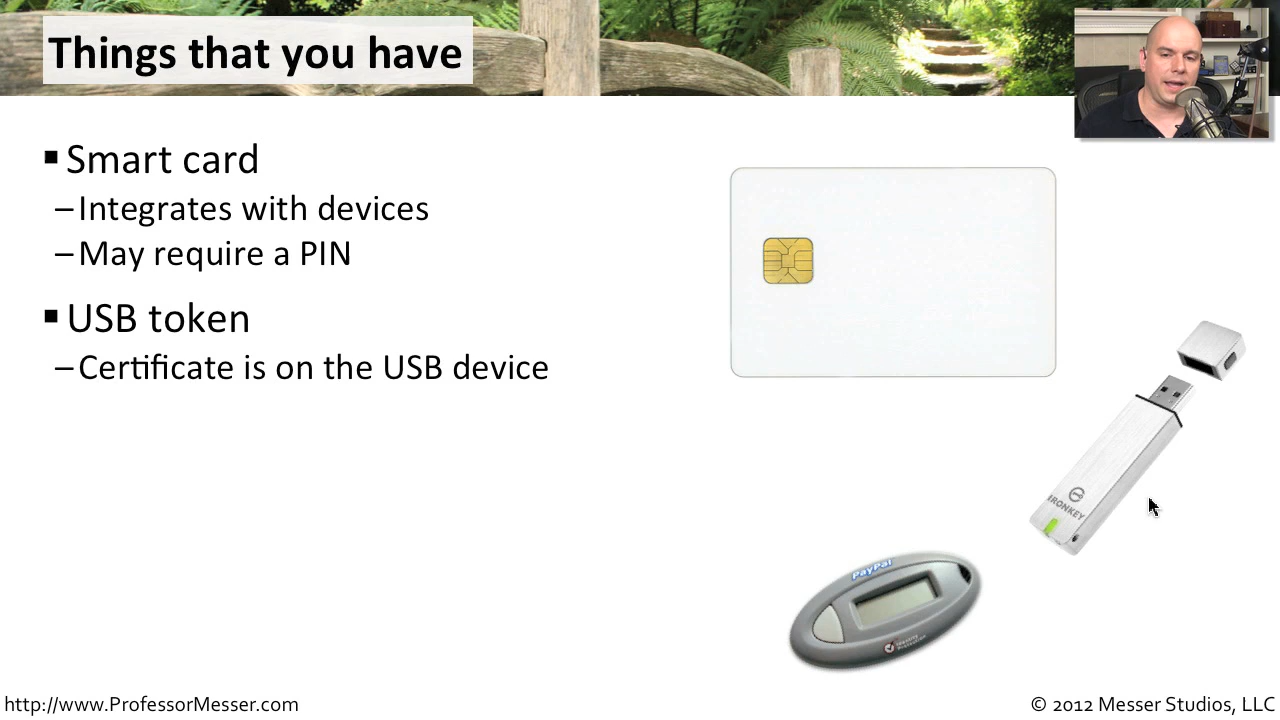 Things that you have
▪ Smart card
– Integrates with devices
– May require a PIN
▪ USB token
– Certificate is on the USB device
IRONKEY
PayPal
http://www.ProfessorMesser.com
© 2012 Messer Studios, LLC